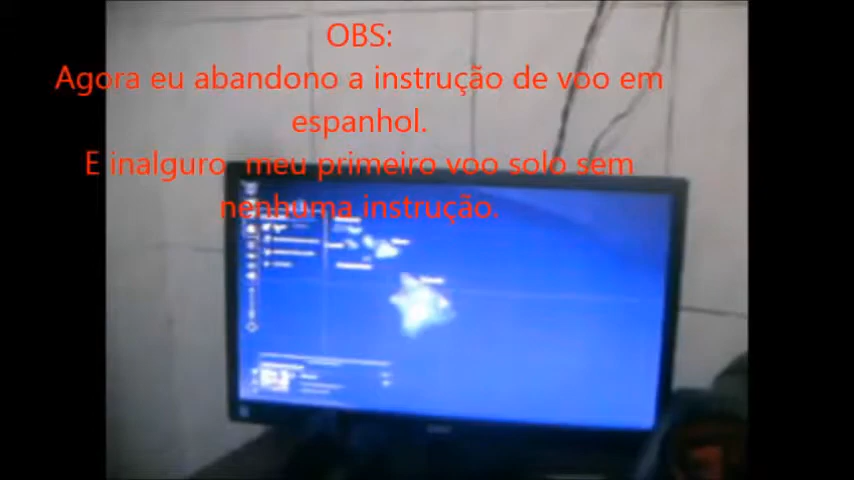 OBS:
Agora eu abandono a instrução de voo em
espanhol.
E inalguro  meu primeiro voo solo sem
nenhuma instrução.